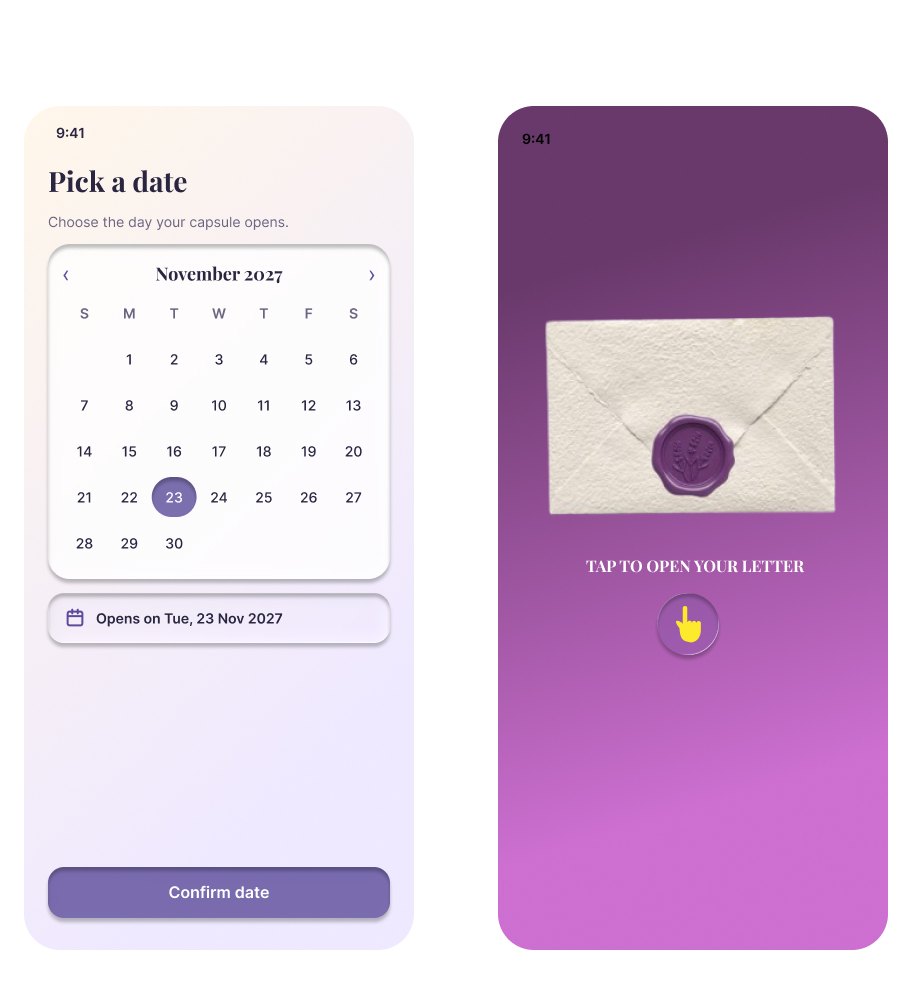 9:41
Pick a date
Choose the day your capsule opens.
‹ November 2027 ›
S M T W T F S
1 2 3 4 5 6
7 8 9 10 11 12 13
14 15 16 17 18 19 20
21 22 23 24 25 26 27
28 29 30
Opens on Tue, 23 Nov 2027
Confirm date
9:41
TAP TO OPEN YOUR LETTER